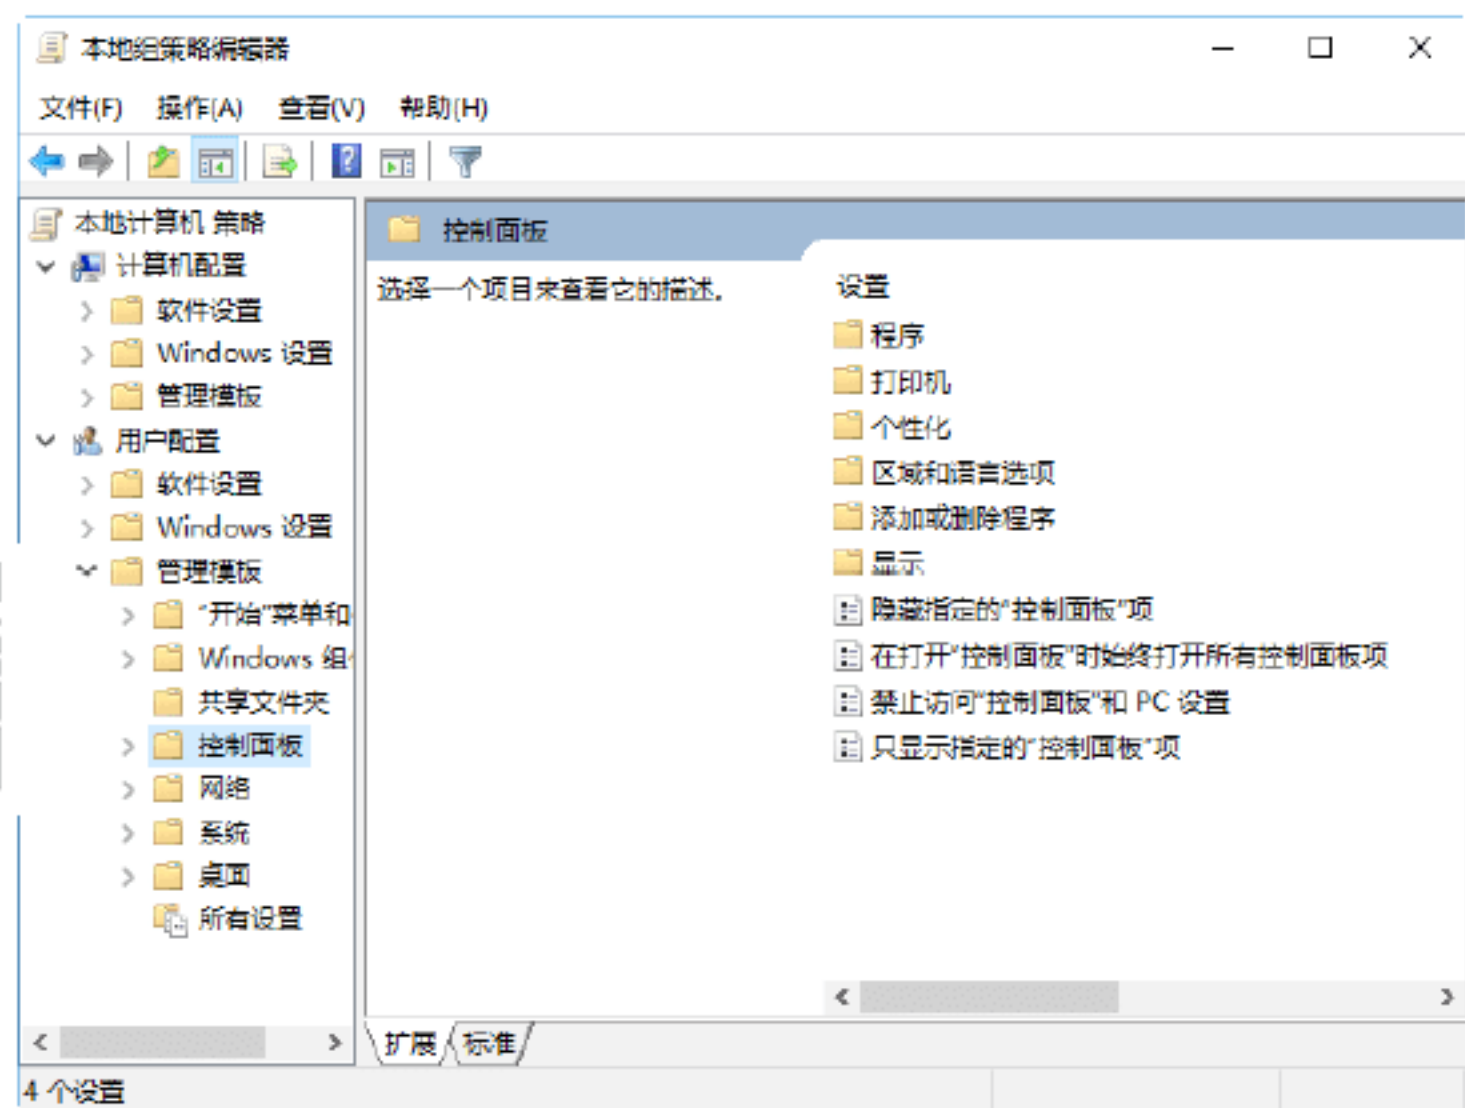 本地组策略编辑器
文件(F) 操作(A) 查看(V) 帮助(H)
本地计算机 策略
计算机配置
软件设置
Windows 设置
管理模板
用户配置
软件设置
Windows 设置
管理模板
“开始”菜单和
Windows 组
共享文件夹
控制面板
网络
系统
桌面
所有设置
控制面板
选择一个项目来查看它的描述。
设置
程序
打印机
个性化
区域和语言选项
添加或删除程序
显示
隐藏指定的“控制面板”项
在打开“控制面板”时始终打开所有控制面板项
禁止访问“控制面板”和 PC 设置
只显示指定的“控制面板”项
扩展 标准
4 个设置